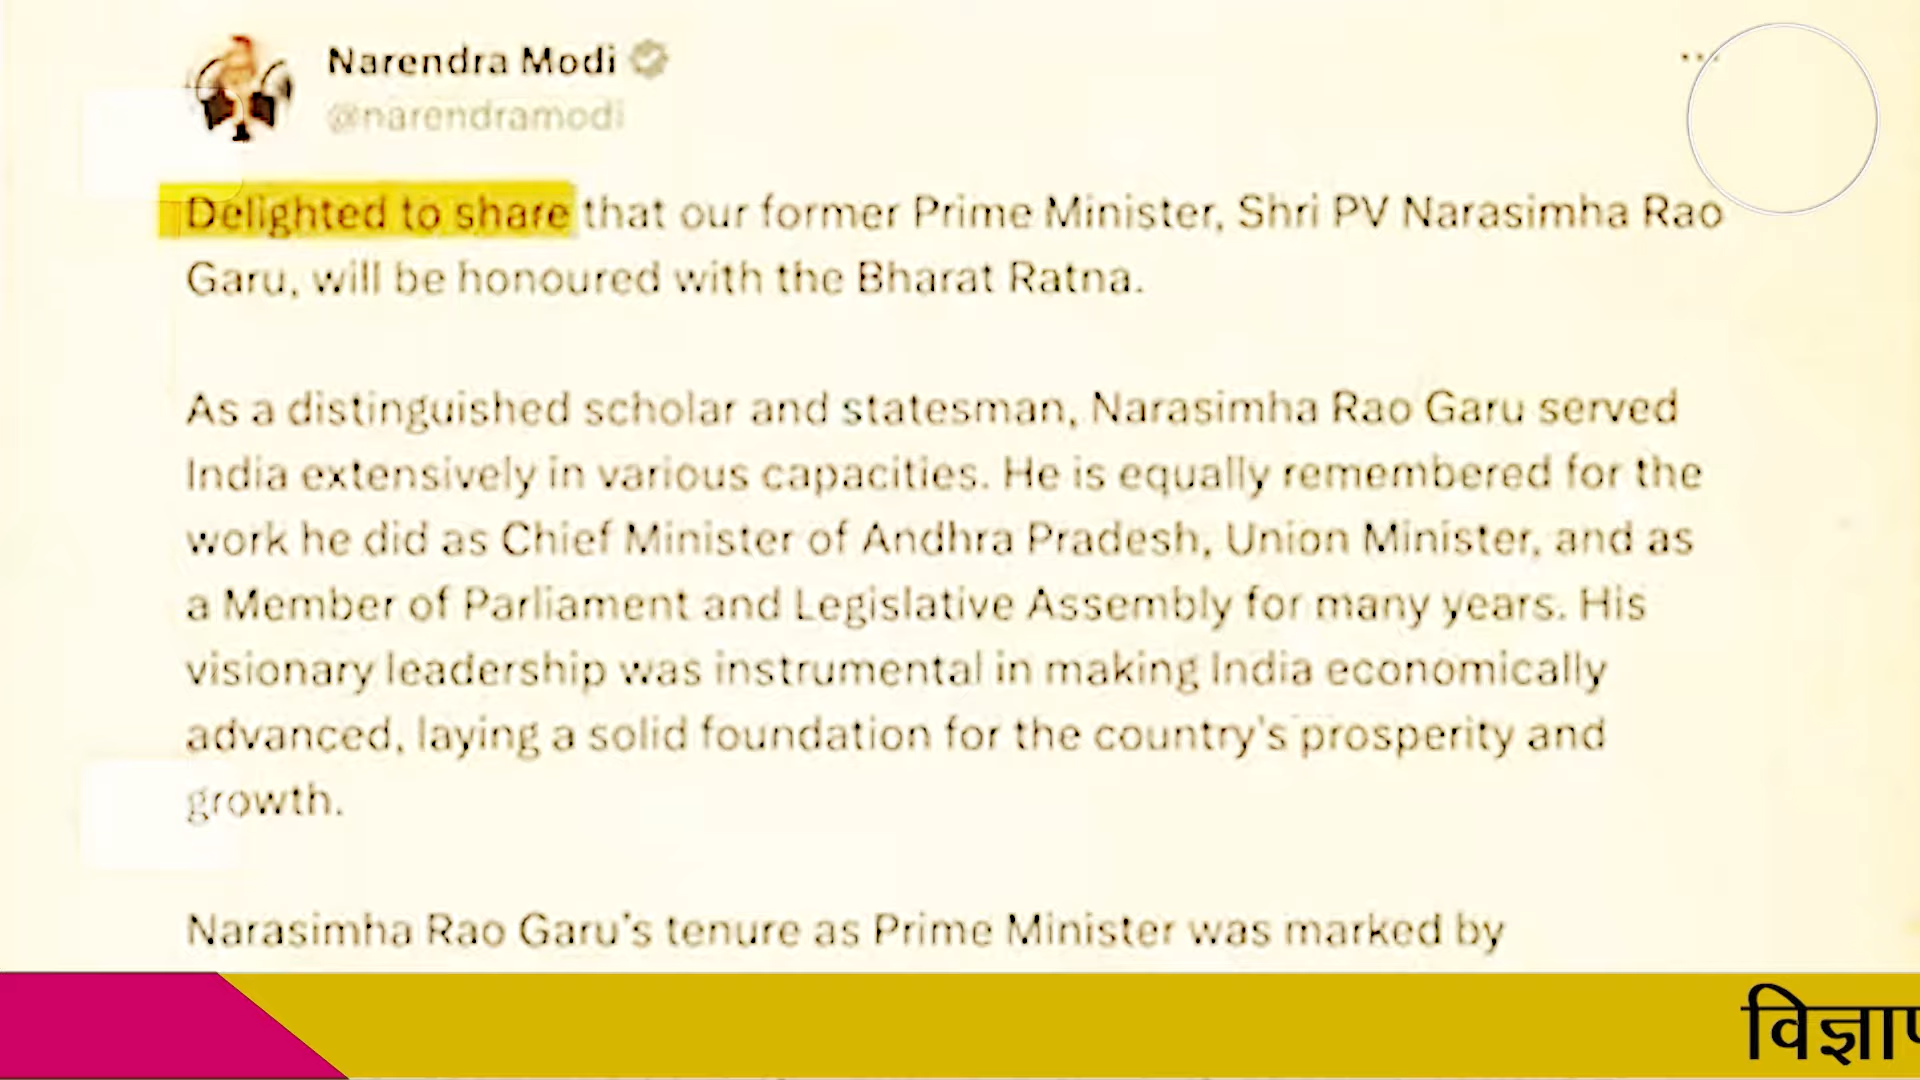 Narendra Modi
@narendramodi
...
Delighted to share that our former Prime Minister, Shri PV Narasimha Rao
Garu, will be honoured with the Bharat Ratna.
As a distinguished scholar and statesman, Narasimha Rao Garu served
India extensively in various capacities. He is equally remembered for the
work he did as Chief Minister of Andhra Pradesh, Union Minister, and as
a Member of Parliament and Legislative Assembly for many years. His
visionary leadership was instrumental in making India economically
advanced, laying a solid foundation for the country's prosperity and
growth.
Narasimha Rao Garu's tenure as Prime Minister was marked by